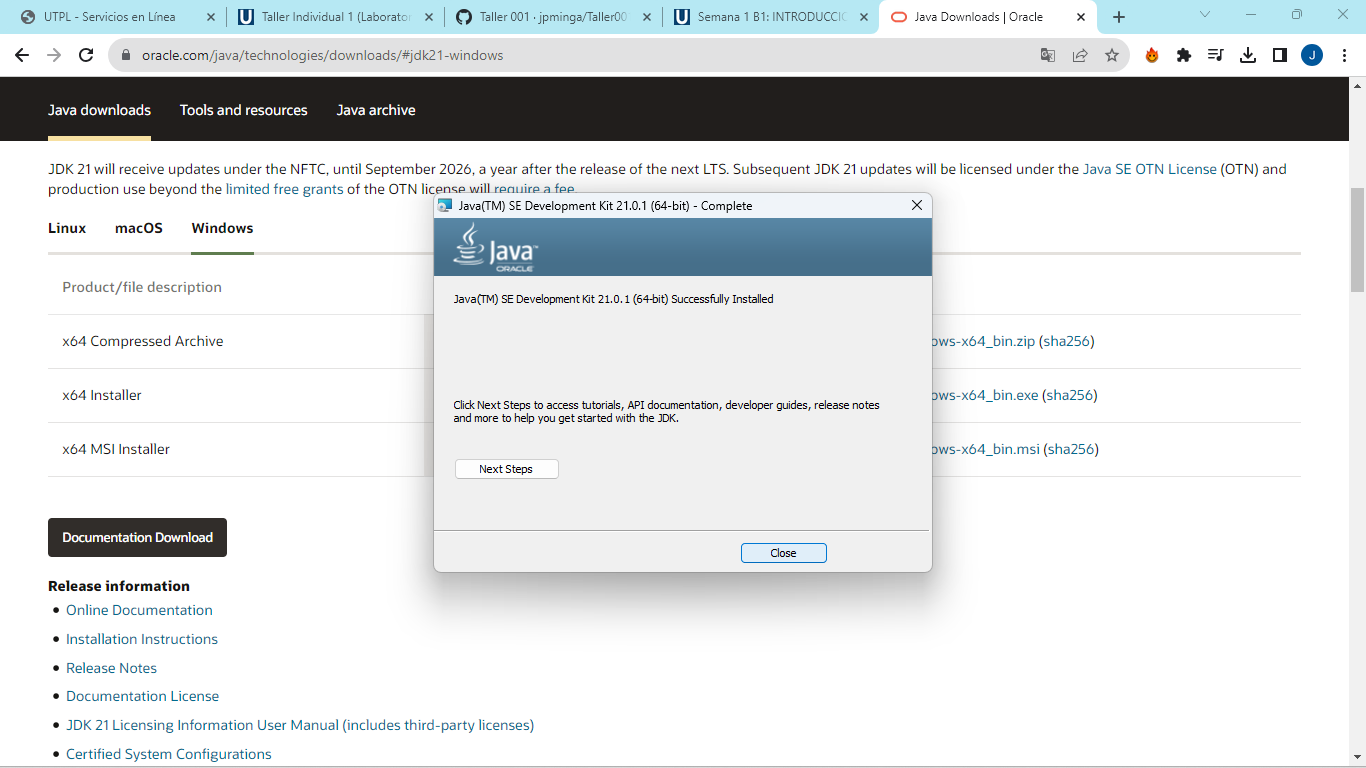 UTPL - Servicios en Línea
Taller Individual 1 (Laborator
Taller 001 · jpminga/Taller00
Semana 1 B1: INTRODUCCI
Java Downloads | Oracle
oracle.com/java/technologies/downloads/#jdk21-windows
J
Java downloads
Tools and resources
Java archive
JDK 21 will receive updates under the NFTC, until September 2026, a year after the release of the next LTS. Subsequent JDK 21 updates will be licensed under the Java SE OTN License (OTN) and
production use beyond the limited free grants of the OTN license will require a fee.
Linux
macOS
Windows
Product/file description
x64 Compressed Archive
ows-x64_bin.zip (sha256)
x64 Installer
ows-x64_bin.exe (sha256)
x64 MSI Installer
ows-x64_bin.msi (sha256)
Java(TM) SE Development Kit 21.0.1 (64-bit) - Complete
Java™
ORACLE
Java(TM) SE Development Kit 21.0.1 (64-bit) Successfully Installed
Click Next Steps to access tutorials, API documentation, developer guides, release notes
and more to help you get started with the JDK.
Next Steps
Close
Documentation Download
Release information
Online Documentation
Installation Instructions
Release Notes
Documentation License
JDK 21 Licensing Information User Manual (includes third-party licenses)
Certified System Configurations